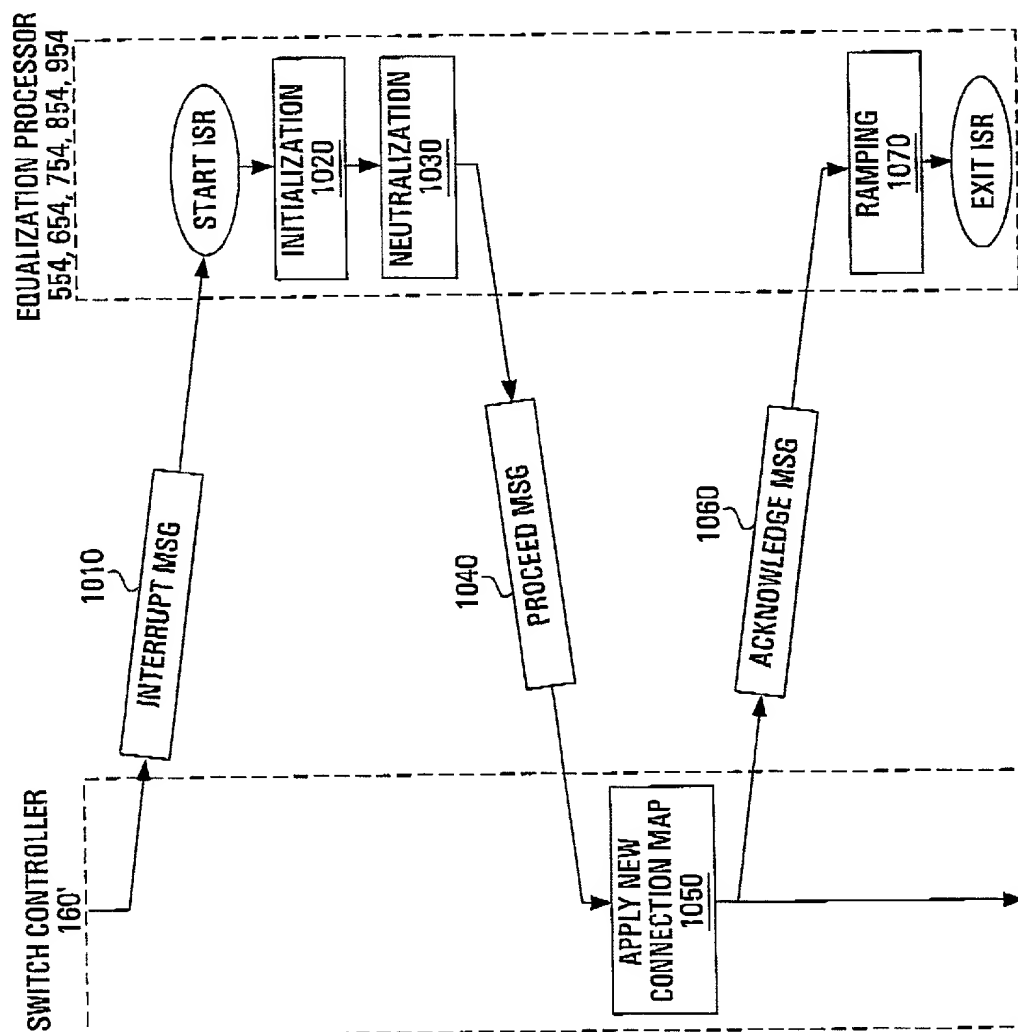 SWITCH CONTROLLER
160'
EQUALIZATION PROCESSOR
554, 654, 754, 854, 954
1010
INTERRUPT MSG
START ISR
INITIALIZATION
1020
NEUTRALIZATION
1030
1040
PROCEED MSG
APPLY NEW
CONNECTION MAP
1050
1060
ACKNOWLEDGE MSG
RAMPING
1070
EXIT ISR